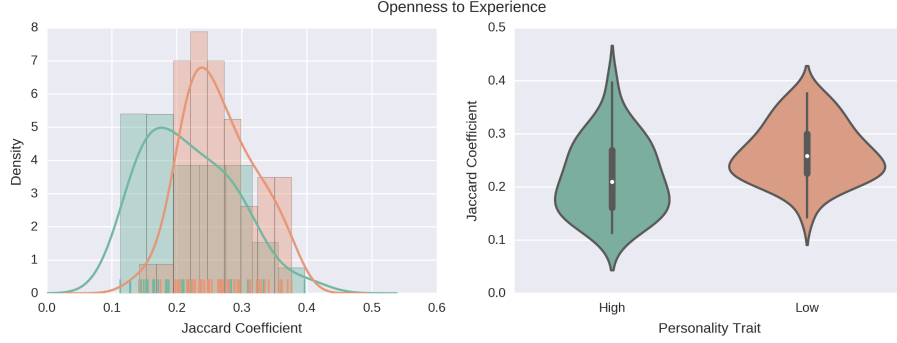 Openness to Experience
8
7
6
5
4
3
2
1
0
Density
0.0 0.1 0.2 0.3 0.4 0.5 0.6
Jaccard Coefficient
0.5
0.4
0.3
0.2
0.1
0.0
Jaccard Coefficient
High Low
Personality Trait